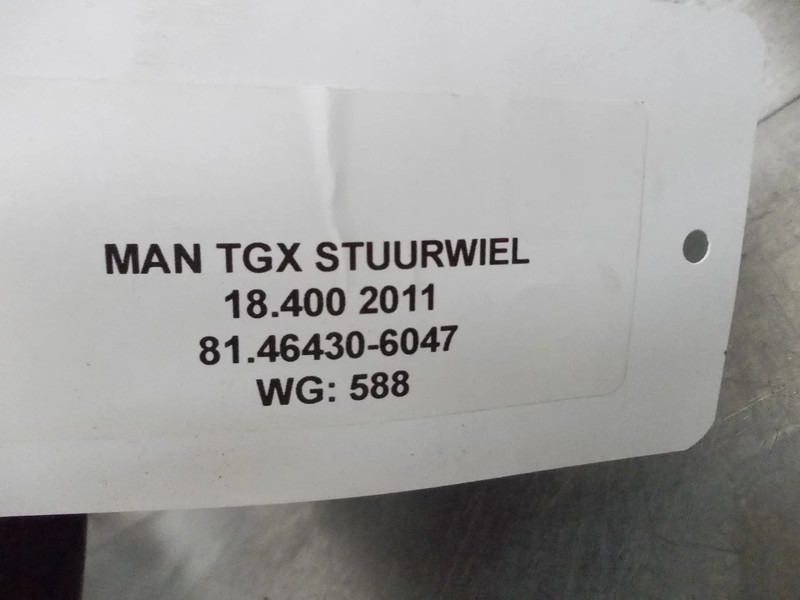 MAN TGX STUURWIEL
18.400 2011
81.46430-6047
WG: 588